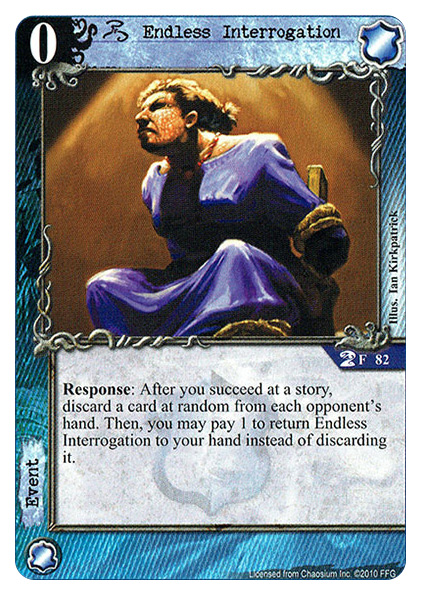 0
Endless Interrogation
Illus. Ian Kirkpatrick
F 82
Response: After you succeed at a story,
discard a card at random from each opponent's
hand. Then, you may pay 1 to return Endless
Interrogation to your hand instead of discarding
it.
Event
Licensed from Chaosium Inc. ©2010 FFG